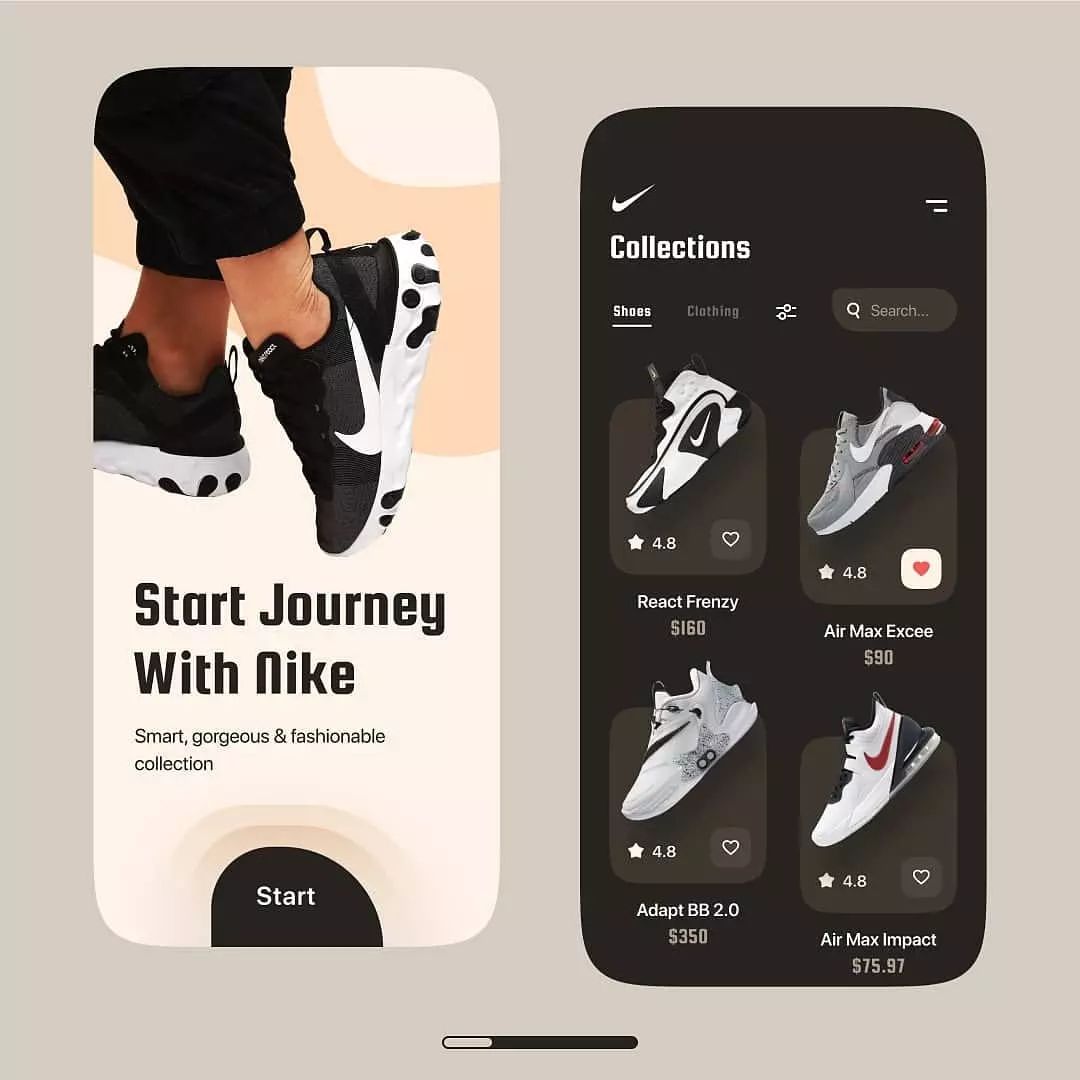 Start Journey
With Nike
Smart, gorgeous & fashionable
collection
Start
Collections
Shoes
Clothing
Search...
4.8
React Frenzy
$160
4.8
Air Max Excee
$90
4.8
Adapt BB 2.0
$350
4.8
Air Max Impact
$75.97